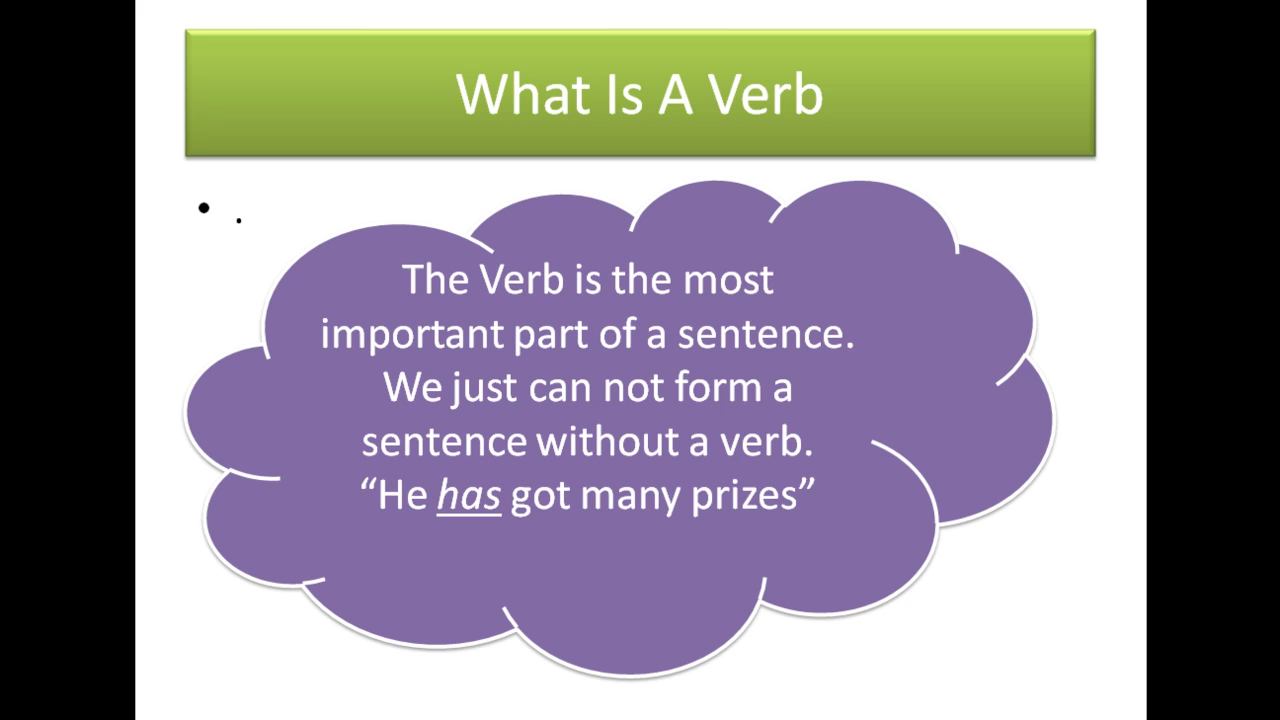 What Is A Verb
• .
The Verb is the most
important part of a sentence.
We just can not form a
sentence without a verb.
“He has got many prizes”